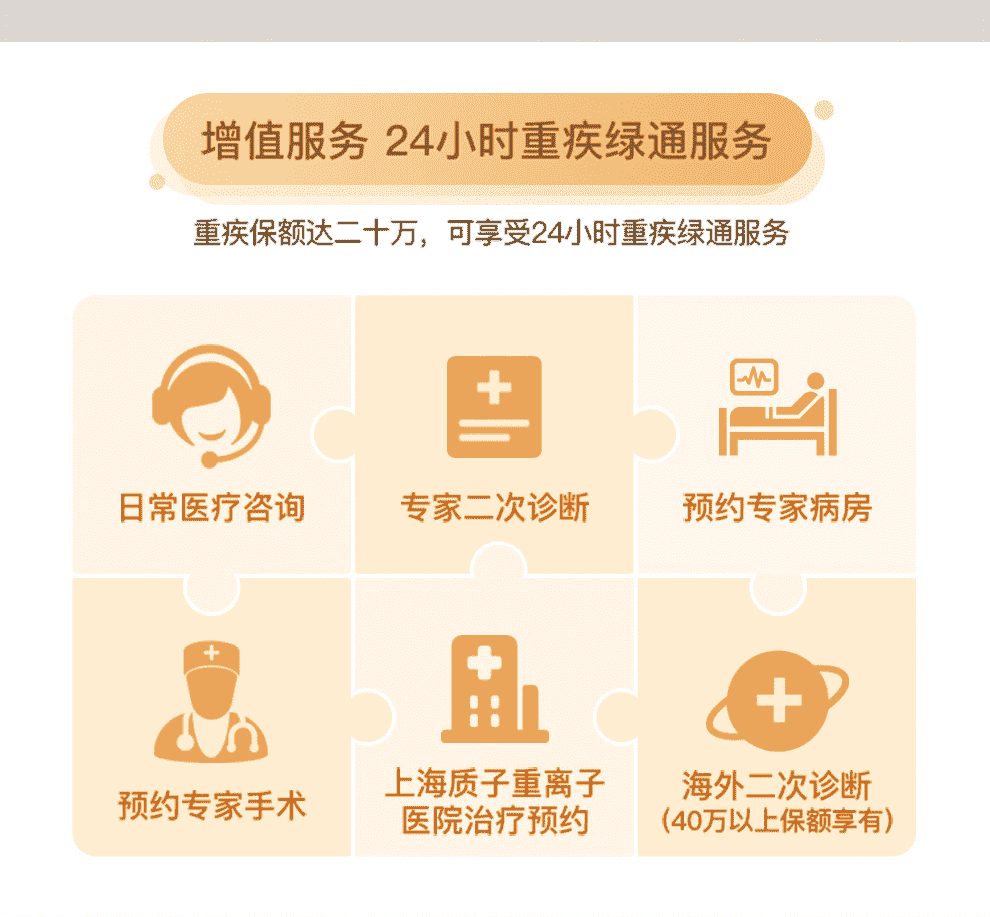 增值服务 24小时重疾绿通服务
重疾保额达二十万，可享受24小时重疾绿通服务
日常医疗咨询
专家二次诊断
预约专家病房
预约专家手术
上海质子重离子
医院治疗预约
海外二次诊断
（40万以上保额享有）